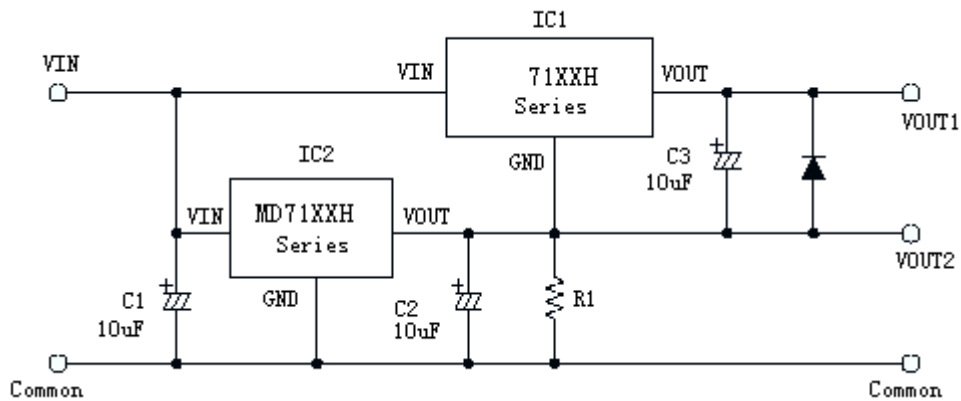 IC1
VIN
VIN
71XXH
Series
VOUT
VOUT1
GND
C3
10uF
IC2
VIN
MD71XXH
Series
VOUT
VOUT2
GND
C1
10uF
C2
10uF
R1
Common
Common